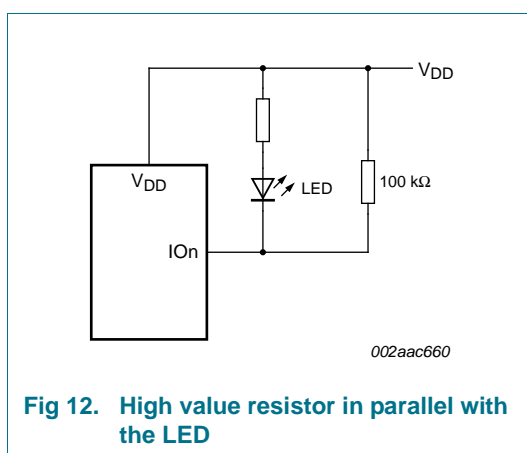 VDD
VDD
LED
100 kΩ
IOn
002aac660
Fig 12. High value resistor in parallel with
the LED